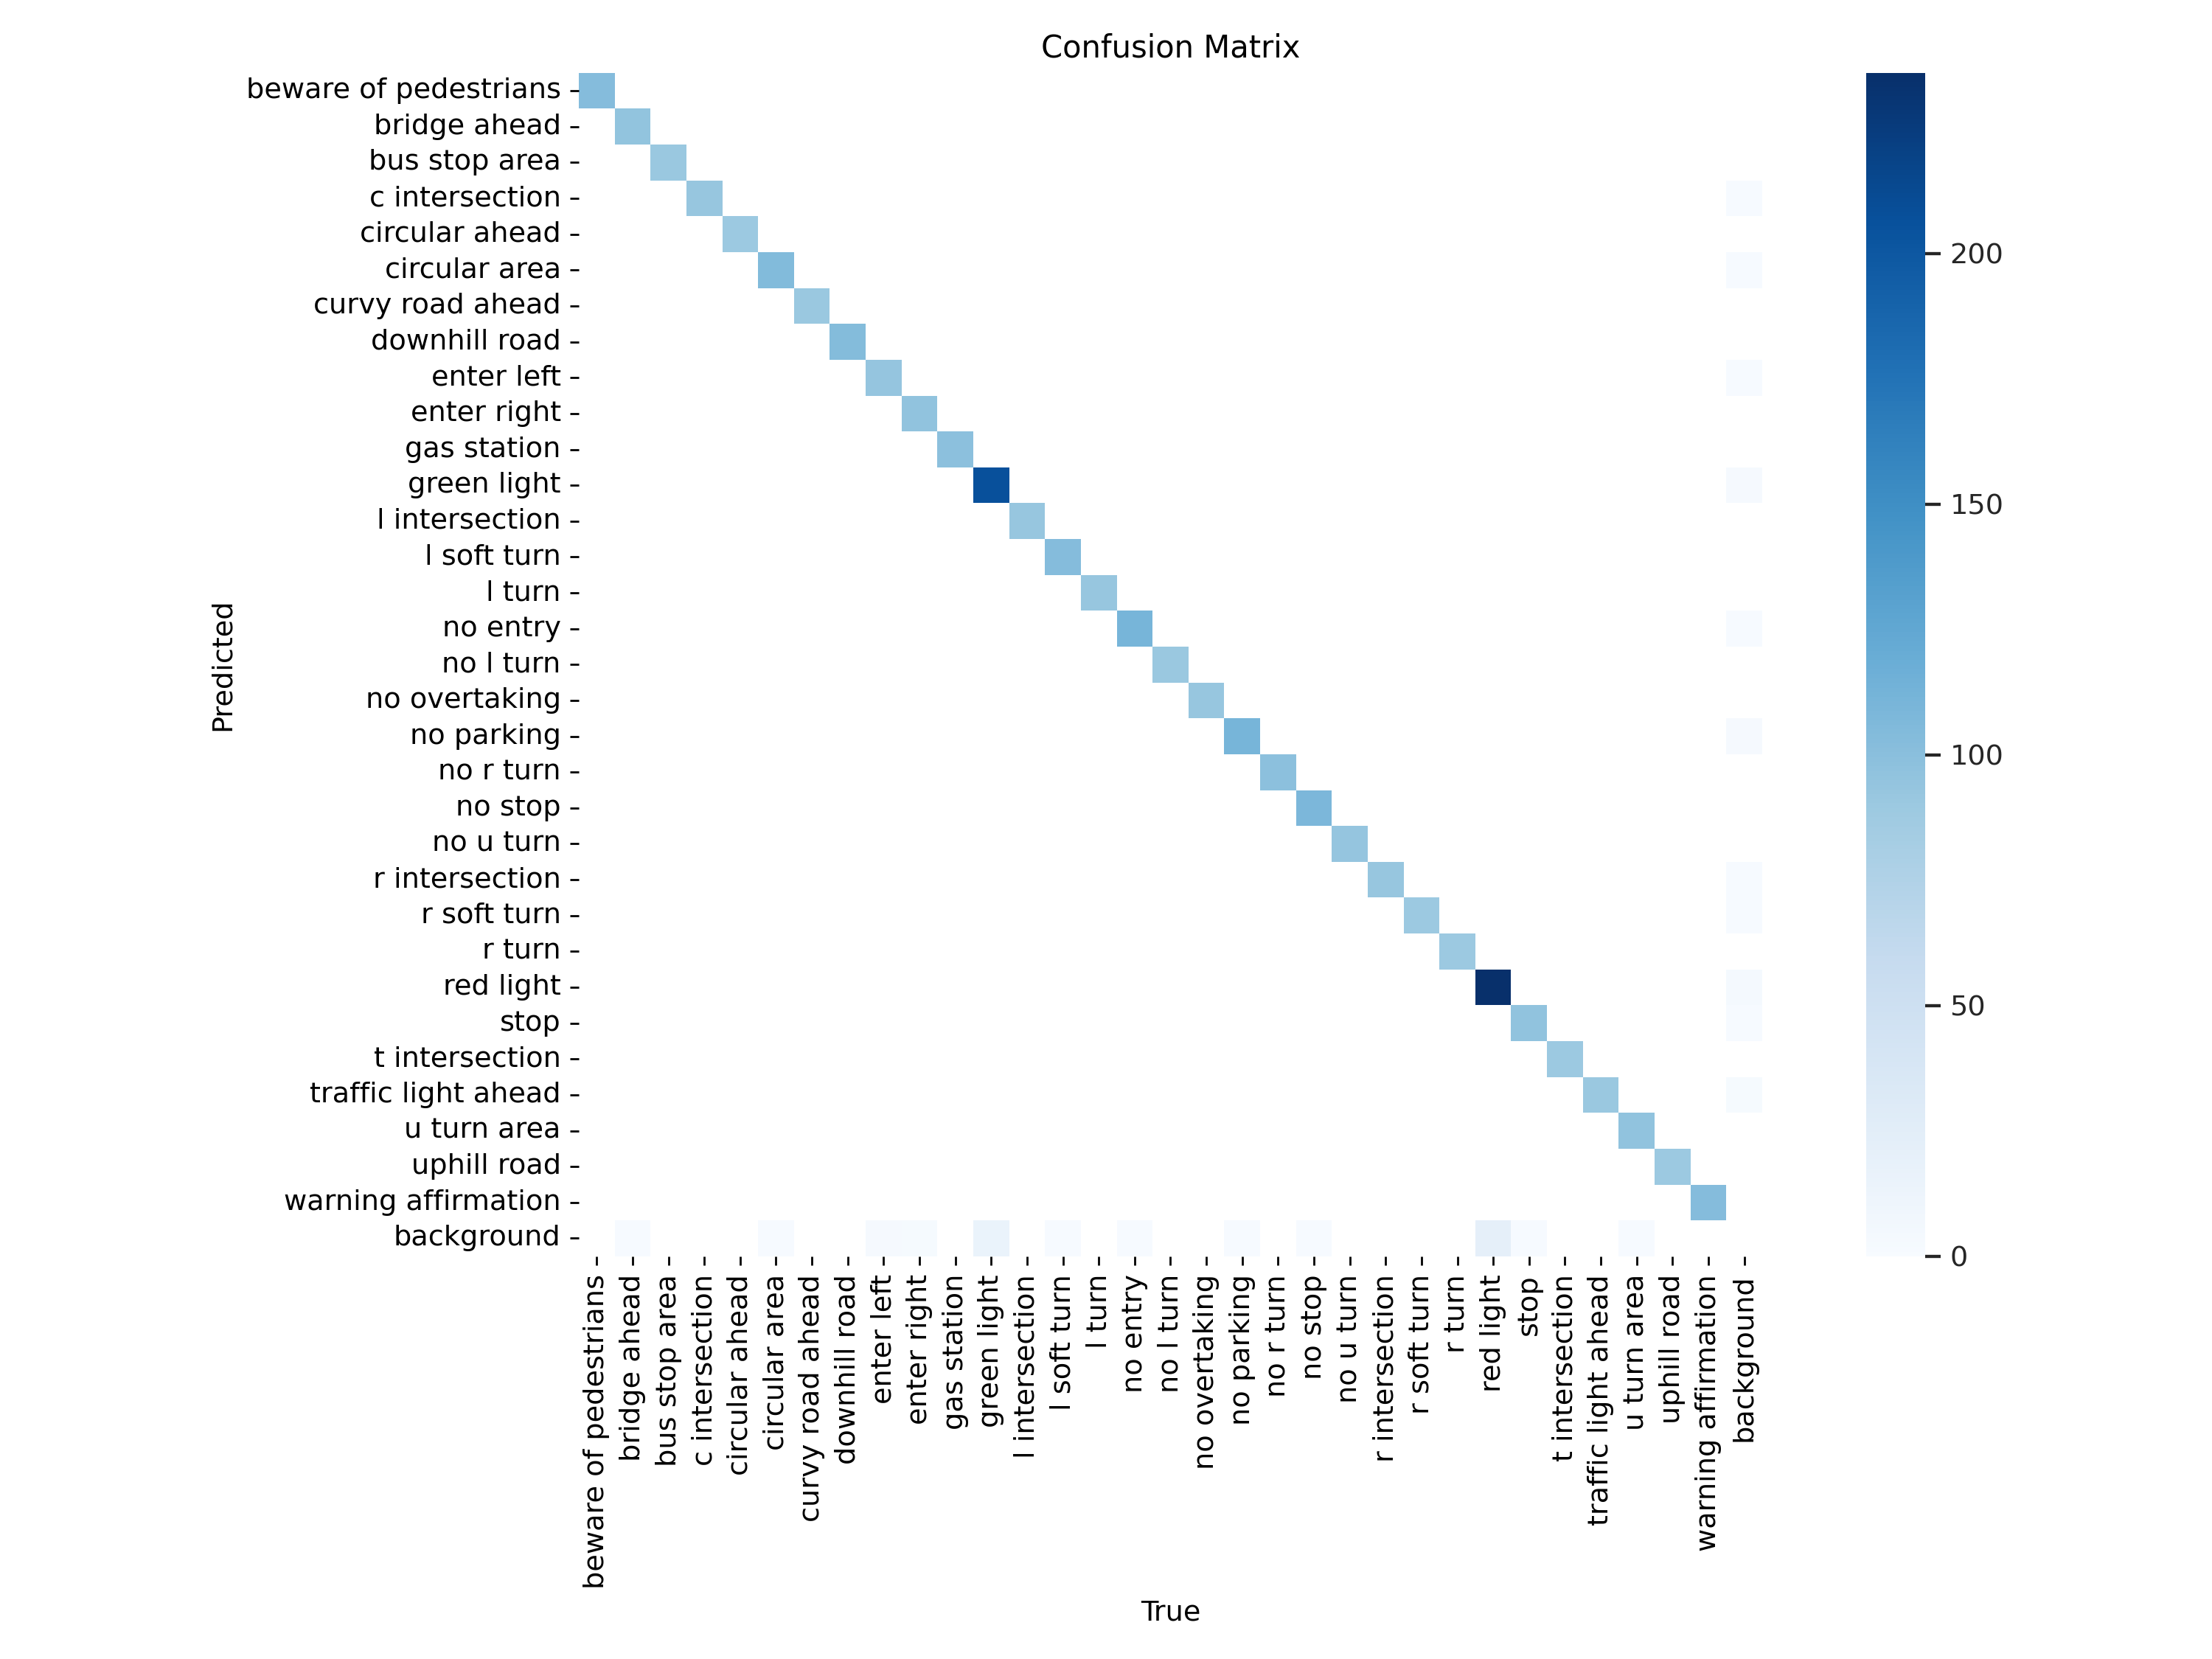 Confusion Matrix
beware of pedestrians
bridge ahead
bus stop area
c intersection
circular ahead
circular area
curvy road ahead
downhill road
enter left
enter right
gas station
green light
l intersection
l soft turn
l turn
no entry
no l turn
no overtaking
no parking
no r turn
no stop
no u turn
r intersection
r soft turn
r turn
red light
stop
t intersection
traffic light ahead
u turn area
uphill road
warning affirmation
background
Predicted
beware of pedestrians
bridge ahead
bus stop area
c intersection
circular ahead
circular area
curvy road ahead
downhill road
enter left
enter right
gas station
green light
l intersection
l soft turn
l turn
no entry
no l turn
no overtaking
no parking
no r turn
no stop
no u turn
r intersection
r soft turn
r turn
red light
stop
t intersection
traffic light ahead
u turn area
uphill road
warning affirmation
background
True
200
150
100
50
0